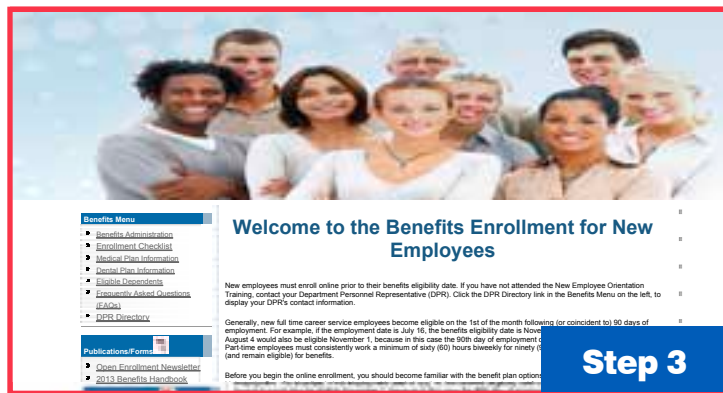 Benefits Menu
Benefits Administration
Enrollment Checklist
Medical Plan Information
Dental Plan Information
Eligible Dependents
Frequently Asked Questions
(FAQs)
DPR Directory
Publications/Forms
Open Enrollment Newsletter
2013 Benefits Handbook
Welcome to the Benefits Enrollment for New
Employees
New employees must enroll online prior to their benefits eligibility date. If you have not attended the New Employee Orientation
Training, contact your Department Personnel Representative (DPR). Click the DPR Directory link in the Benefits Menu on the left, to
display your DPR's contact information.
Generally, new full time career service employees become eligible on the 1st of the month following (or coincident to) 90 days of
employment. For example, if the employment date is July 16, the benefits eligibility date is
August 4 would also be eligible November 1, because in this case the 90th day of employment
Part-time employees must consistently work a minimum of sixty (60) hours biweekly for ninety
(and remain eligible) for benefits.
Before you begin the online enrollment, you should become familiar with the benefit plan options
Step 3